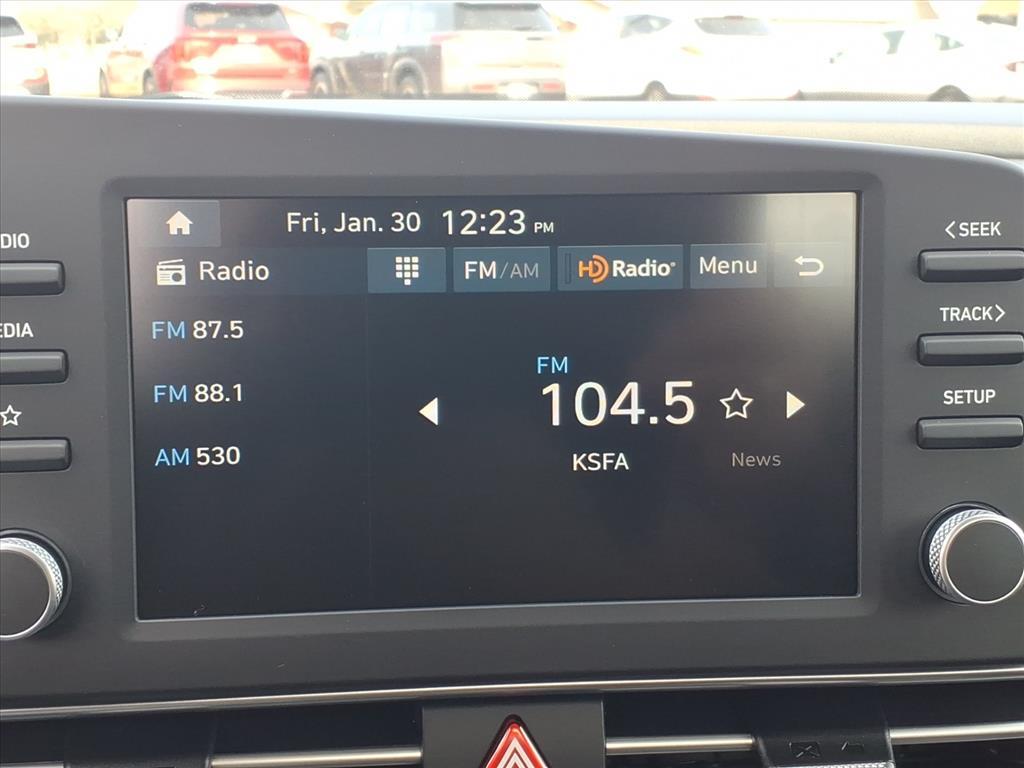 Fri, Jan. 30 12:23 PM
DIO
<SEEK
Radio
FM/AM
HD Radio®
Menu
EDIA
TRACK>
FM 87.5
FM 88.1
AM 530
FM
104.5
KSFA
News
SETUP